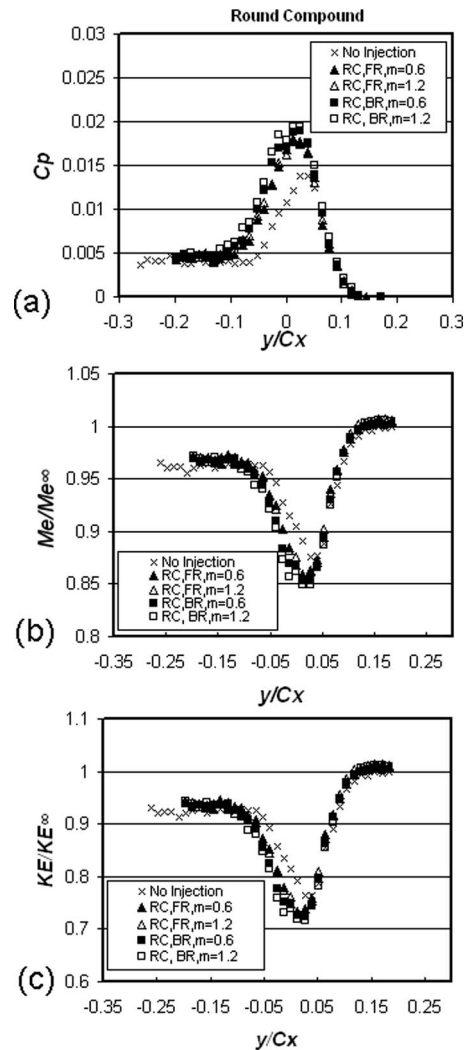 Round Compound
0.03
0.025
0.02
0.015
0.01
0.005
0
Cp
× No Injection
▲ RC,FR,m=0.6
△ RC,FR,m=1.2
■ RC,BR,m=0.6
□ RC, BR,m=1.2
-0.3 -0.2 -0.1 0 0.1 0.2 0.3
(a)
y/Cx
1.05
1
0.95
0.9
0.85
0.8
Me/Me∞
× No Injection
▲ RC,FR,m=0.6
△ RC,FR,m=1.2
■ RC,BR,m=0.6
□ RC, BR,m=1.2
(b)
-0.35 -0.25 -0.15 -0.05 0.05 0.15 0.25
y/Cx
1.1
1
0.9
0.8
0.7
0.6
KE/KE∞
× No Injection
▲ RC,FR,m=0.6
△ RC,FR,m=1.2
■ RC,BR,m=0.6
□ RC, BR,m=1.2
(c)
-0.35 -0.25 -0.15 -0.05 0.05 0.15 0.25
y/Cx